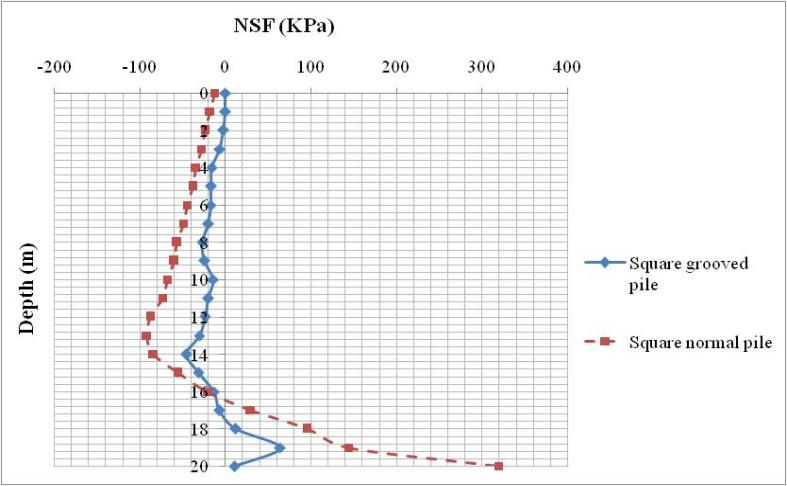 NSF (KPa)
-200 -100 0 100 200 300 400
0
2
4
6
8
10
12
14
16
18
20
Depth (m)
Square grooved
pile
Square normal pile